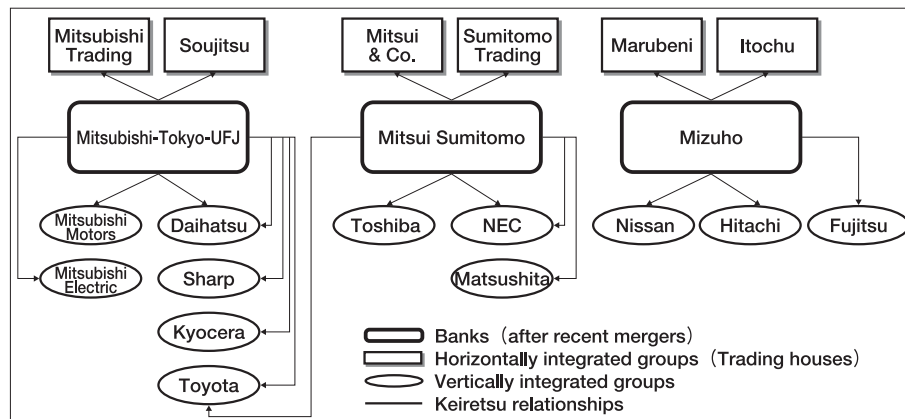 Mitsubishi
Trading
Soujitsu
Mitsui
& Co.
Sumitomo
Trading
Marubeni
Itochu
Mitsubishi-Tokyo-UFJ
Mitsui Sumitomo
Mizuho
Mitsubishi
Motors
Daihatsu
Toshiba
NEC
Nissan
Hitachi
Fujitsu
Mitsubishi
Electric
Sharp
Matsushita
Kyocera
Toyota
Banks（after recent mergers）
Horizontally integrated groups（Trading houses）
Vertically integrated groups
Keiretsu relationships